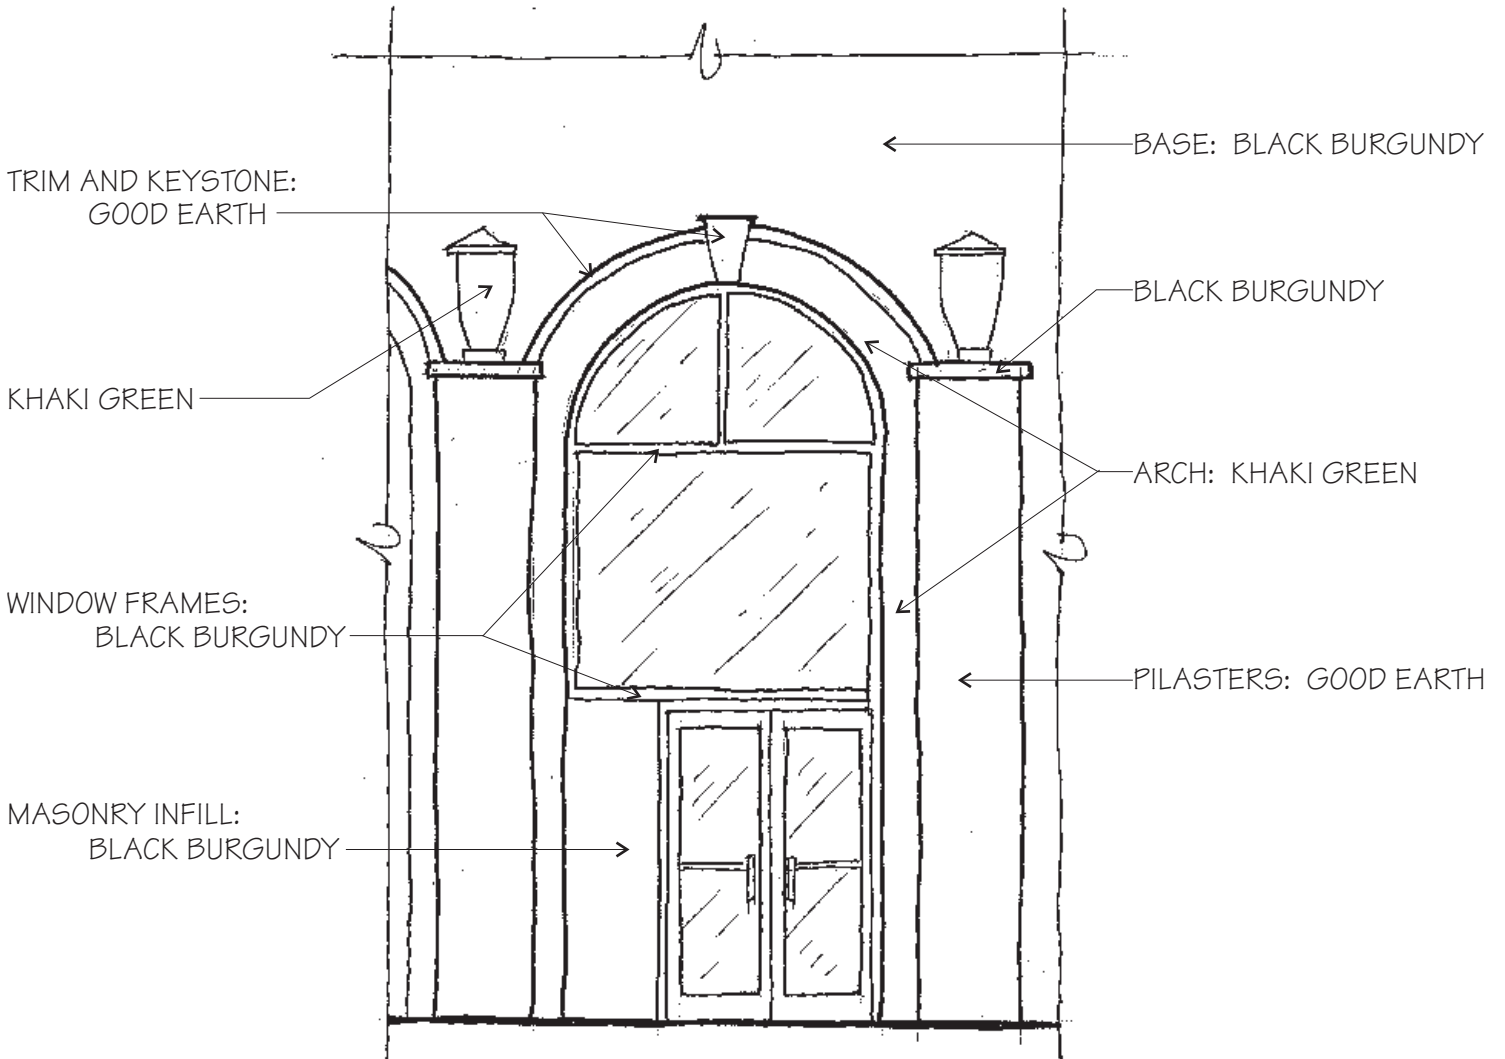 BASE: BLACK BURGUNDY
TRIM AND KEYSTONE:
GOOD EARTH
BLACK BURGUNDY
KHAKI GREEN
ARCH: KHAKI GREEN
WINDOW FRAMES:
BLACK BURGUNDY
PILASTERS: GOOD EARTH
MASONRY INFILL:
BLACK BURGUNDY